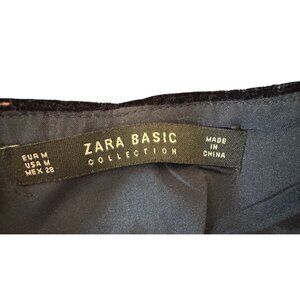 EUR M
USA M
MEX 28
ZARA BASIC
COLLECTION
MADE
IN
CHINA